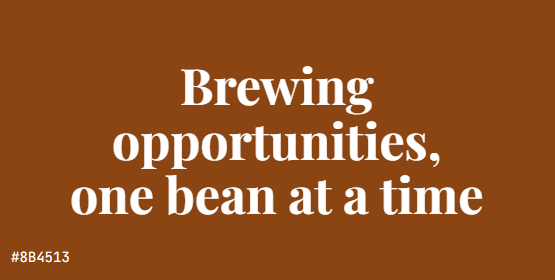 Brewing
opportunities,
one bean at a time
#8B4513